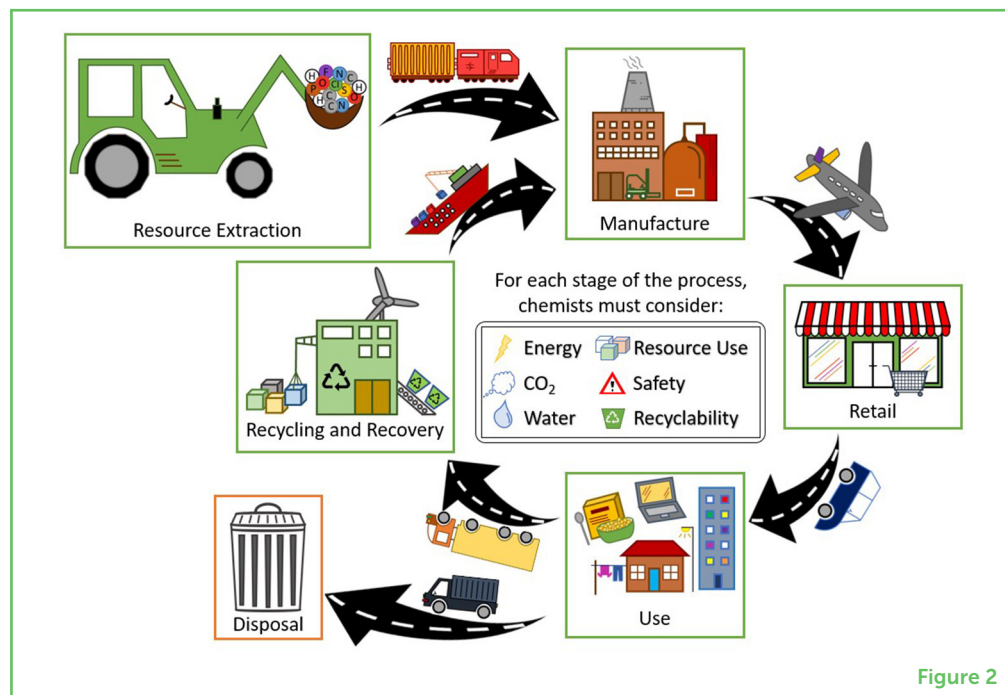 H F N C
P O Cl S H
H C O
C N
Resource Extraction
Manufacture
For each stage of the process,
chemists must consider:
Energy
Resource Use
CO₂
Safety
Water
Recyclability
Retail
Recycling and Recovery
Use
Disposal
Figure 2